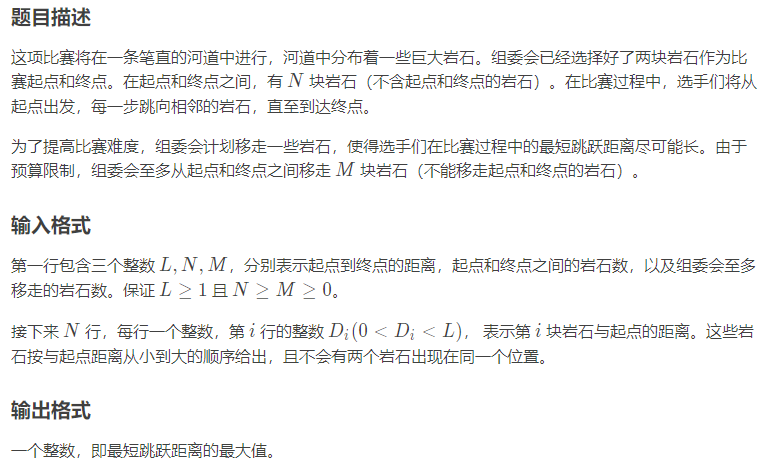 题目描述
这项比赛将在一条笔直的河道中进行，河道中分布着一些巨大岩石。组委会已经选择好了两块岩石作为比
赛起点和终点。在起点和终点之间，有 N 块岩石（不含起点和终点的岩石）。在比赛过程中，选手们将从
起点出发，每一步跳向相邻的岩石，直至到达终点。
为了提高比赛难度，组委会计划移走一些岩石，使得选手们在比赛过程中的最短跳跃距离尽可能长。由于
预算限制，组委会至多从起点和终点之间移走 M 块岩石（不能移走起点和终点的岩石）。
输入格式
第一行包含三个整数 L, N, M，分别表示起点到终点的距离，起点和终点之间的岩石数，以及组委会至多
移走的岩石数。保证 L ≥ 1 且 N ≥ M ≥ 0。
接下来 N 行，每行一个整数，第 i 行的整数 Dᵢ(0 < Dᵢ < L)， 表示第 i 块岩石与起点的距离。这些岩
石按与起点距离从小到大的顺序给出，且不会有两个岩石出现在同一个位置。
输出格式
一个整数，即最短跳跃距离的最大值。